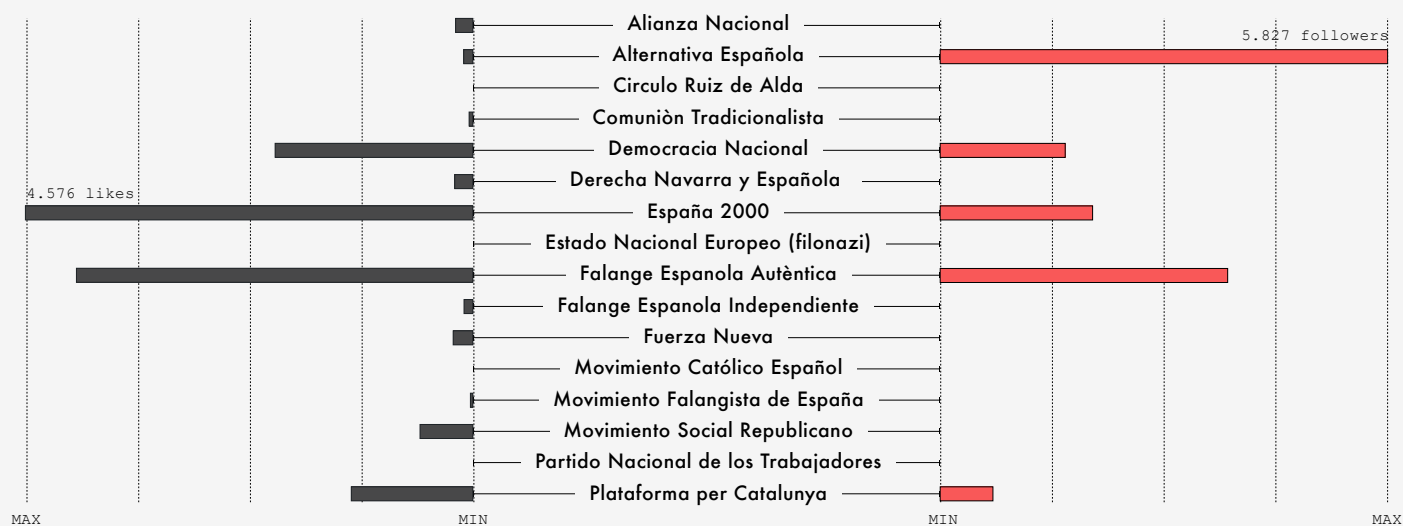 Alianza Nacional
5.827 followers
Alternativa Española
Circulo Ruiz de Alda
Comuniòn Tradicionalista
Democracia Nacional
Derecha Navarra y Española
4.576 likes
España 2000
Estado Nacional Europeo (filonazi)
Falange Espanola Autèntica
Falange Espanola Independiente
Fuerza Nueva
Movimiento Católico Español
Movimiento Falangista de España
Movimiento Social Republicano
Partido Nacional de los Trabajadores
Plataforma per Catalunya
MAX MIN MIN MAX